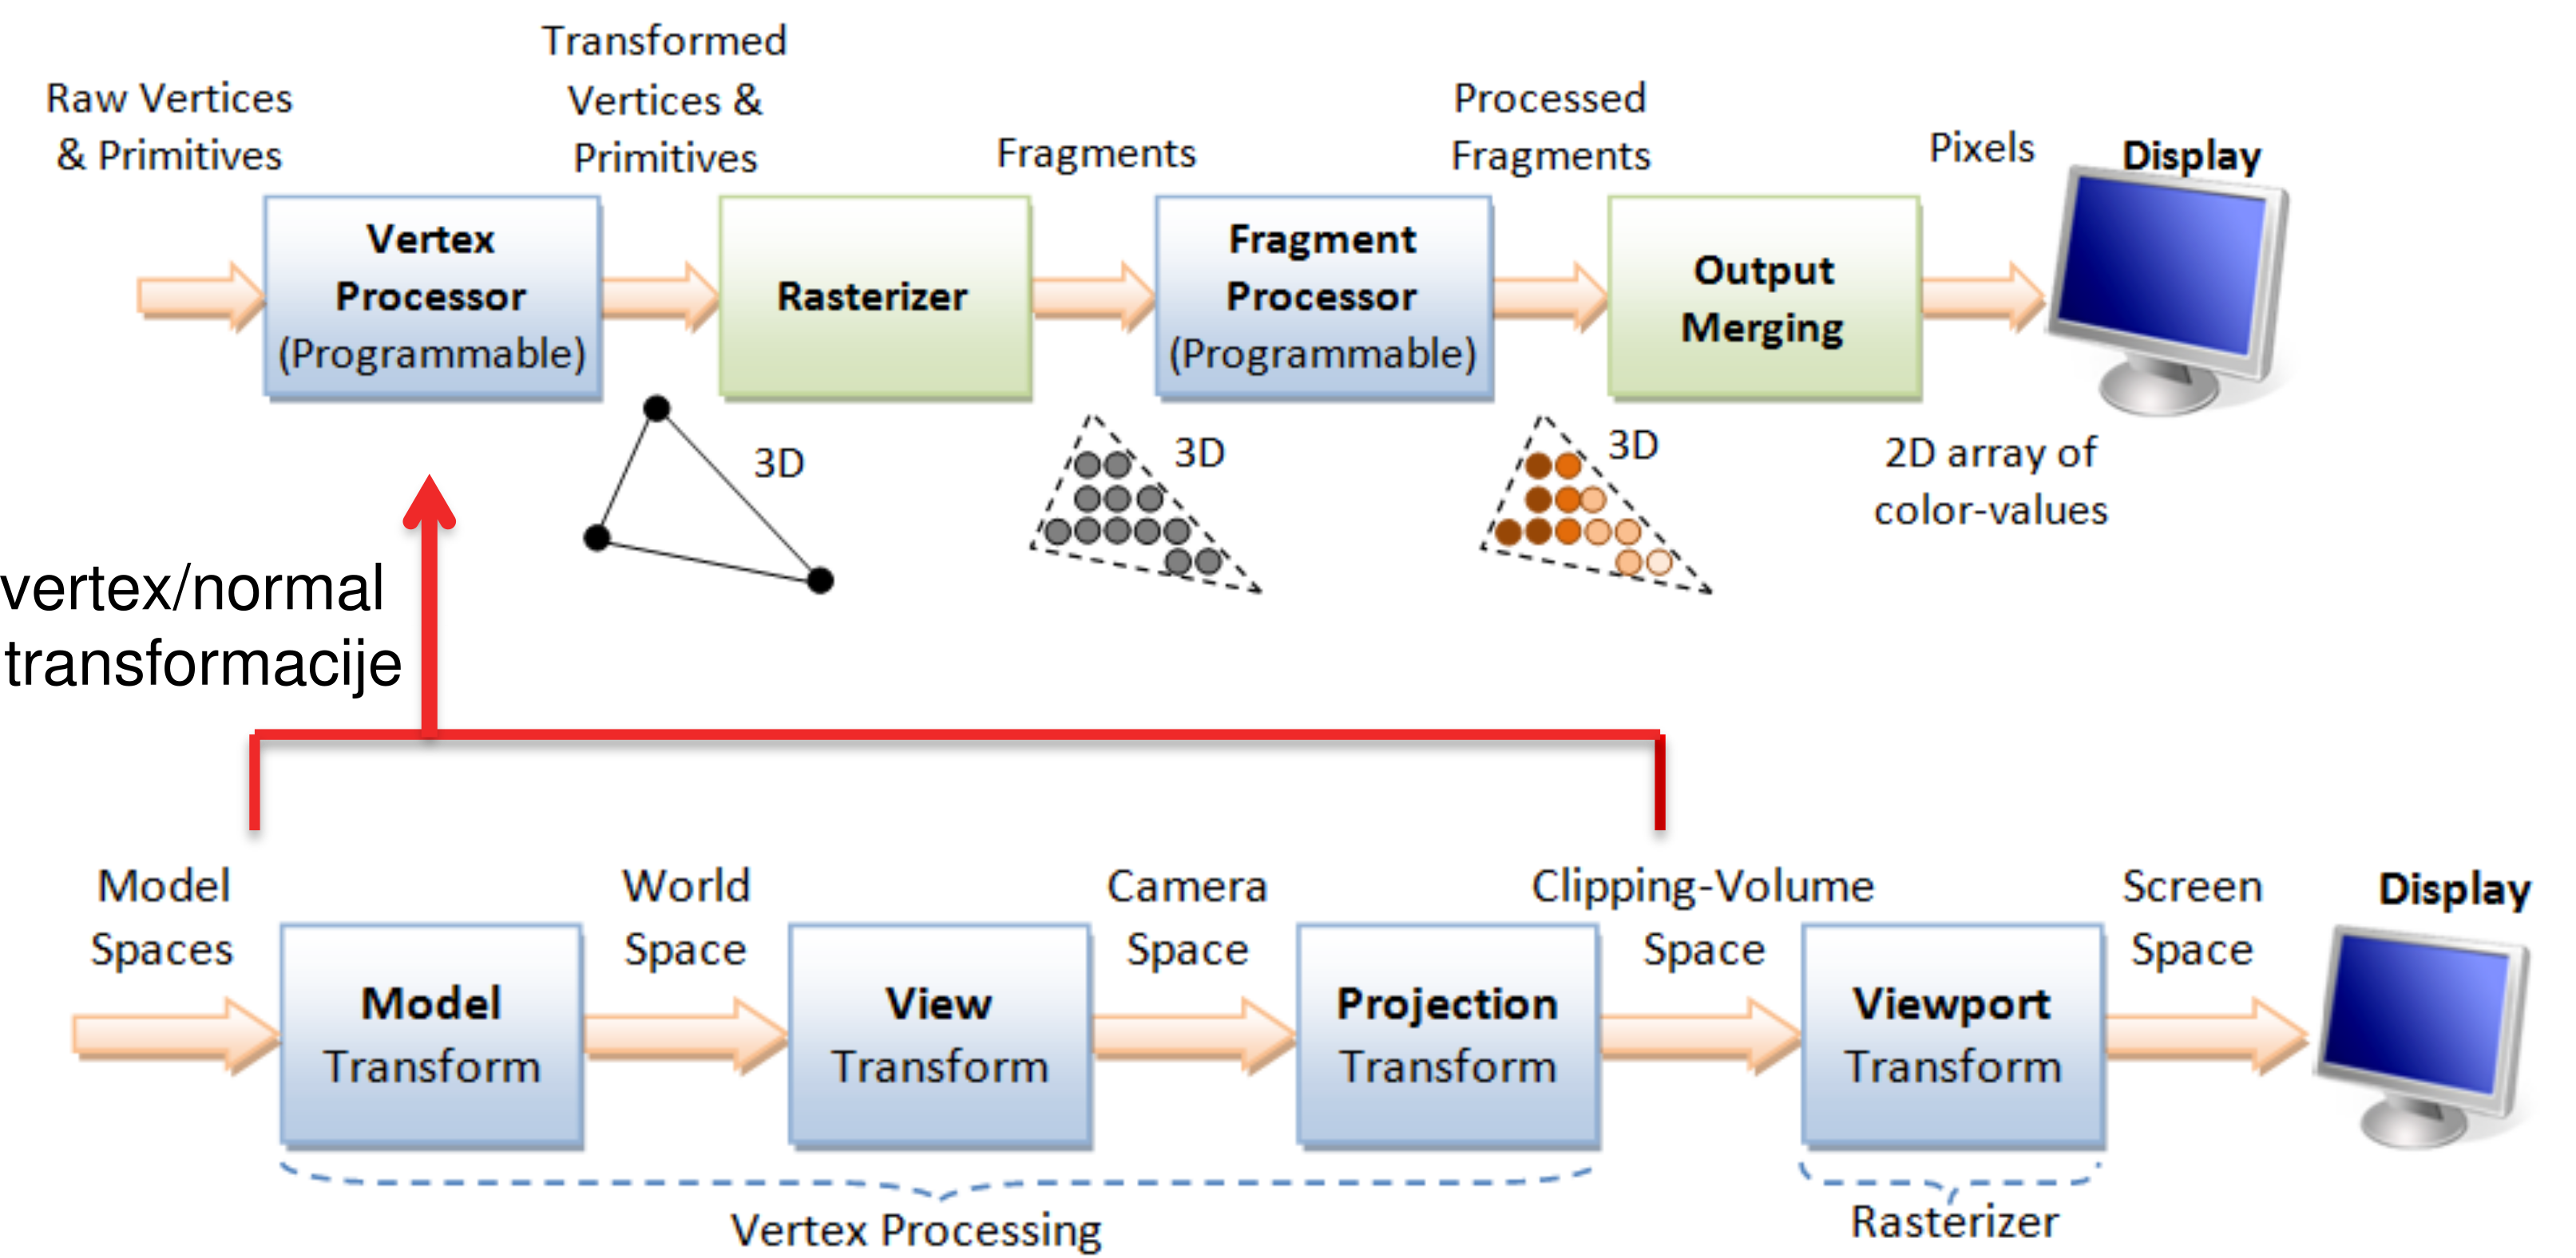 Raw Vertices
& Primitives
Transformed
Vertices &
Primitives
Fragments
Processed
Fragments
Pixels
Display
Vertex
Processor
(Programmable)
Rasterizer
Fragment
Processor
(Programmable)
Output
Merging
3D
3D
3D
2D array of
color-values
vertex/normal
transformacije
Model
Spaces
World
Space
Camera
Space
Clipping-Volume
Space
Screen
Space
Display
Model
Transform
View
Transform
Projection
Transform
Viewport
Transform
Vertex Processing
Rasterizer